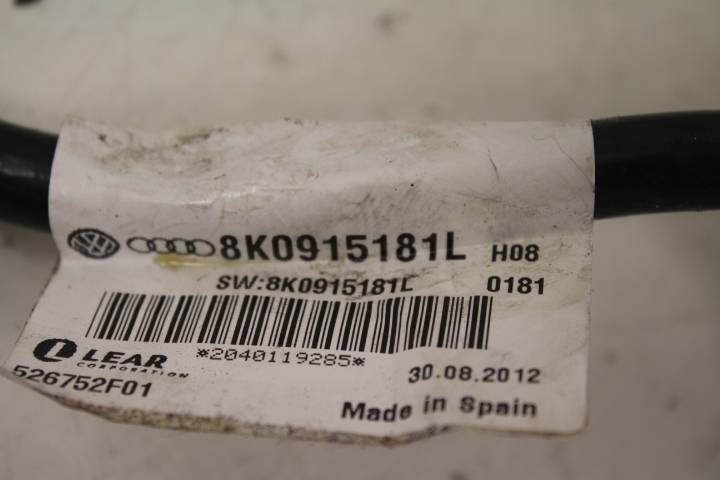 8K0915181L H08
SW:8K0915181L 0181
*2040119285*
LEAR
CORPORATION
30.08.2012
526752F01
Made in Spain